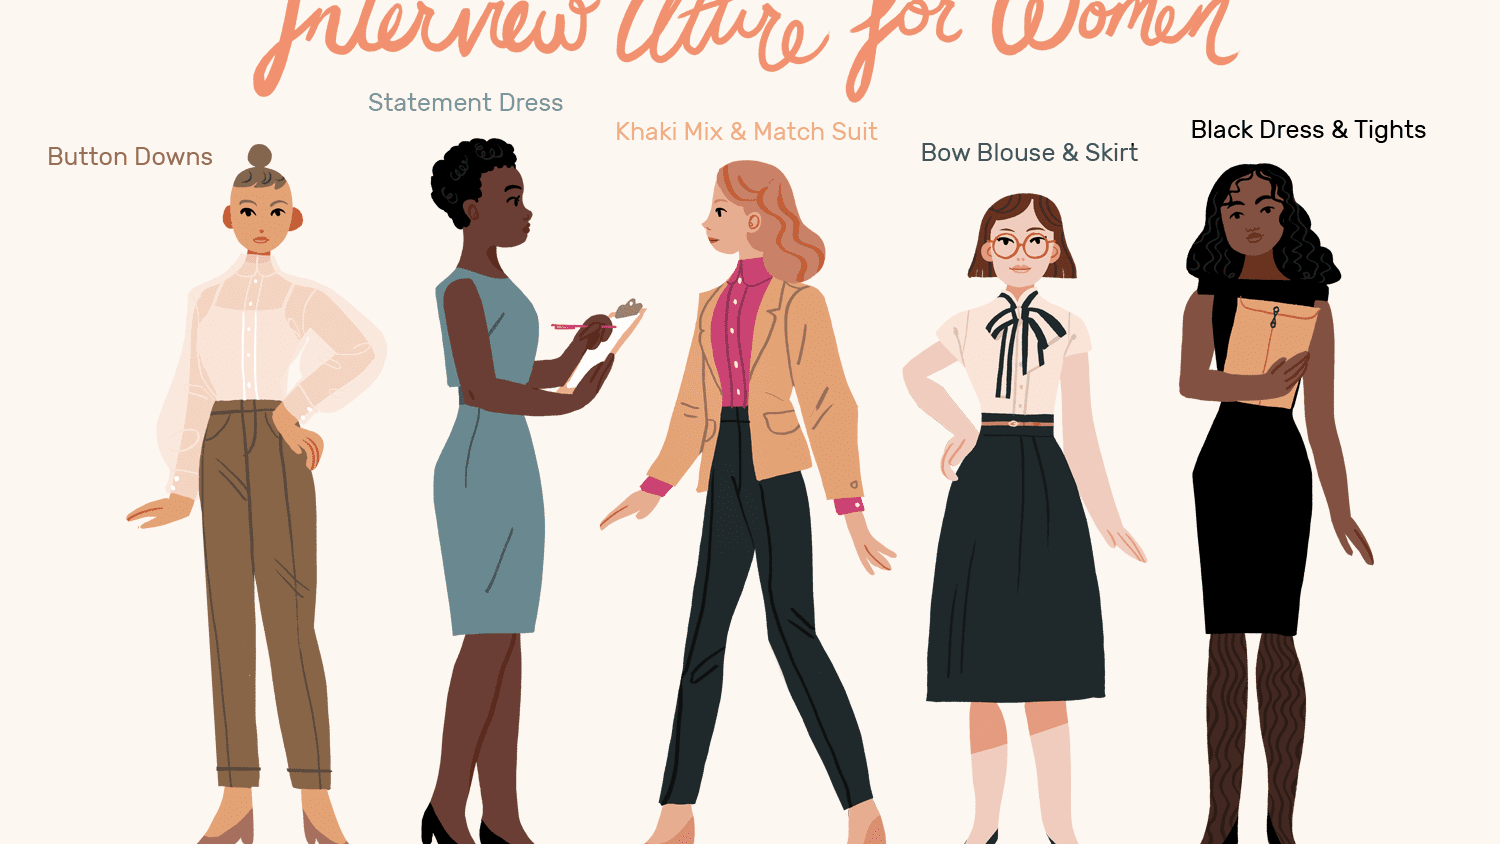 Interview Attire for Women
Statement Dress
Khaki Mix & Match Suit
Black Dress & Tights
Button Downs
Bow Blouse & Skirt